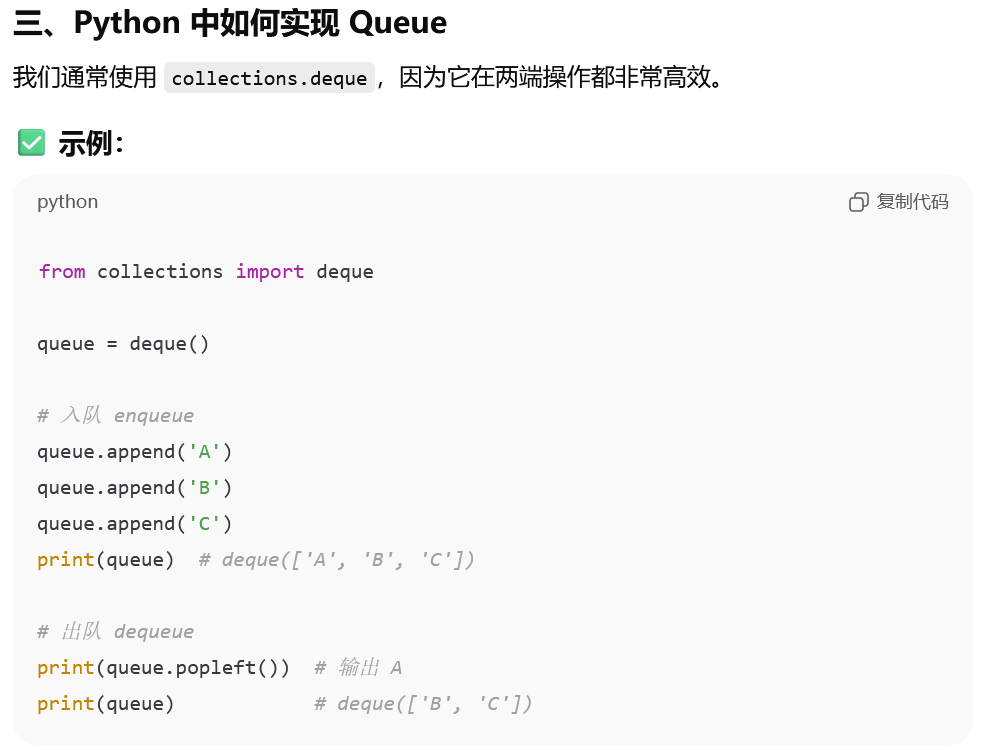 三、Python 中如何实现 Queue
我们通常使用 collections.deque，因为它在两端操作都非常高效。
✅ 示例：
python 复制代码
from collections import deque
queue = deque()
# 入队 enqueue
queue.append('A')
queue.append('B')
queue.append('C')
print(queue)  # deque(['A', 'B', 'C'])
# 出队 dequeue
print(queue.popleft())  # 输出 A
print(queue)            # deque(['B', 'C'])